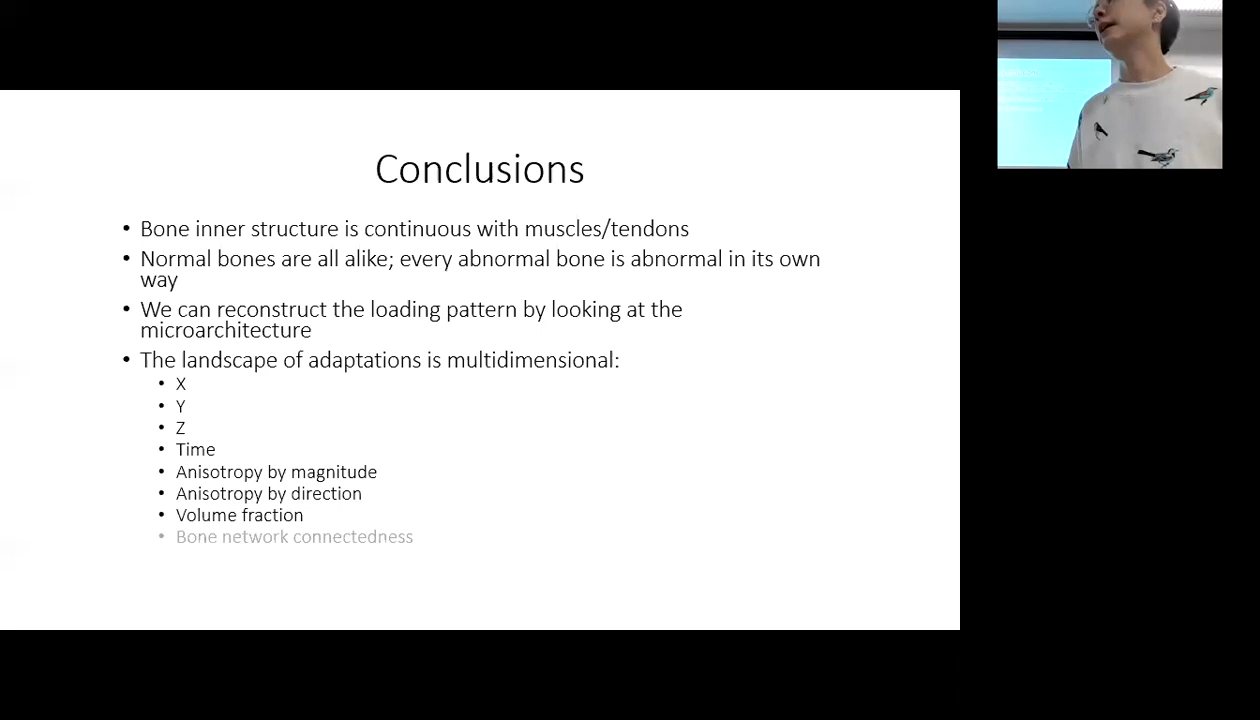 Conclusions
• Bone inner structure is continuous with muscles/tendons
• Normal bones are all alike; every abnormal bone is abnormal in its own
way
• We can reconstruct the loading pattern by looking at the
microarchitecture
• The landscape of adaptations is multidimensional:
• X
• Y
• Z
• Time
• Anisotropy by magnitude
• Anisotropy by direction
• Volume fraction
• Bone network connectedness